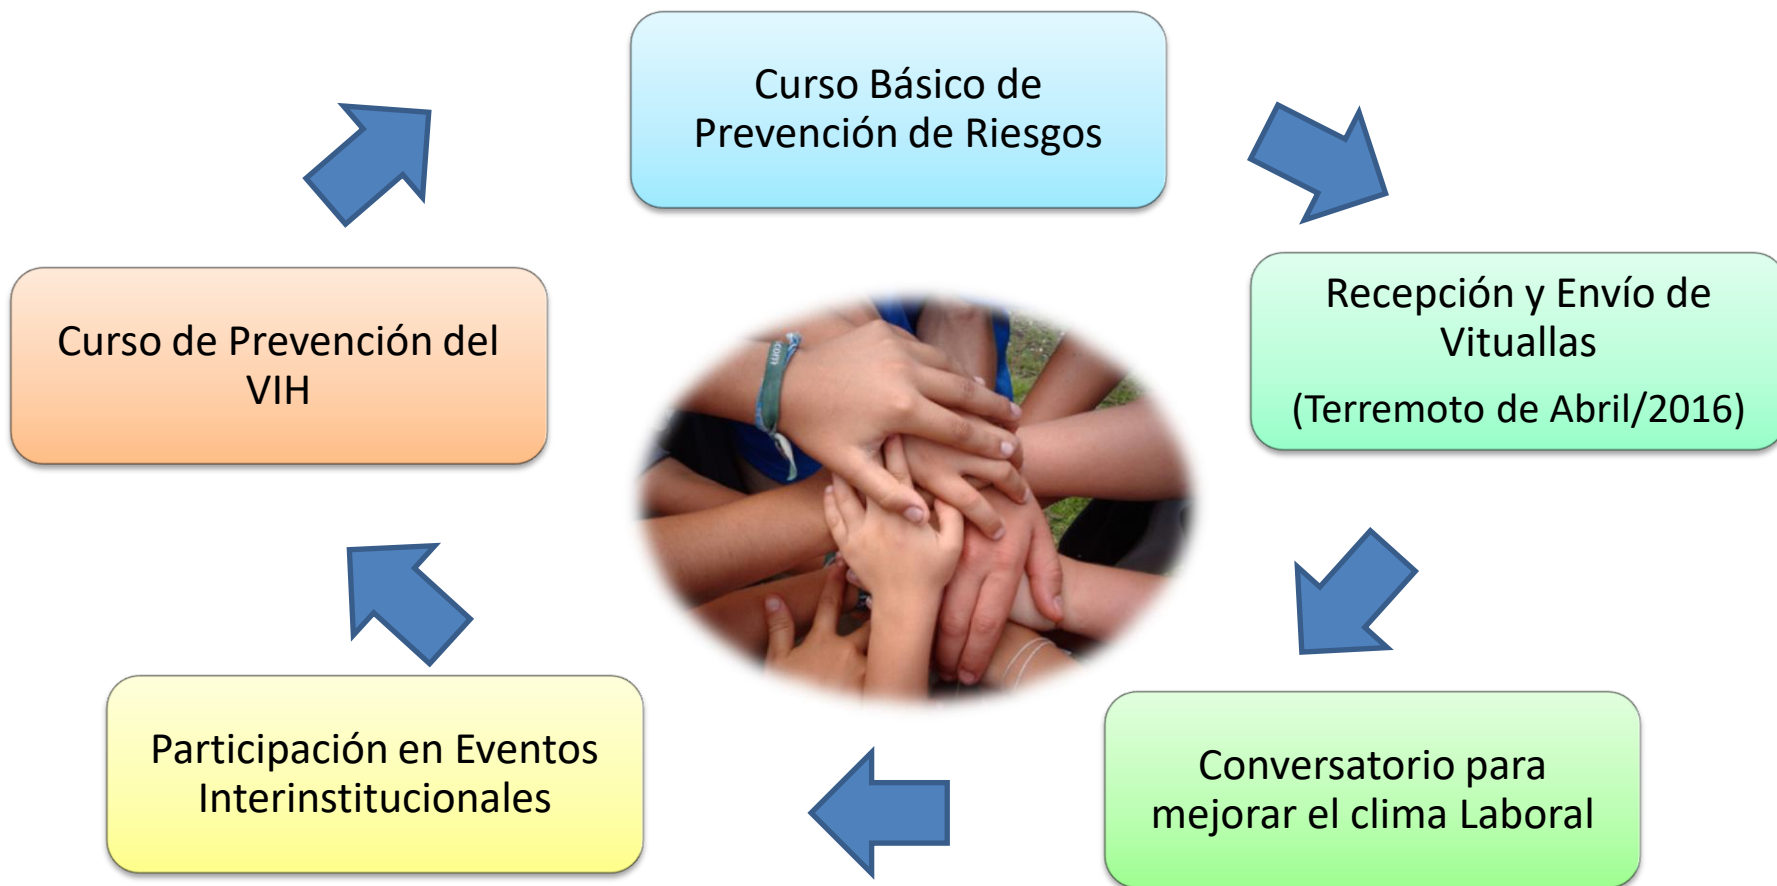 Curso Básico de
Prevención de Riesgos
Recepción y Envío de
Vituallas
(Terremoto de Abril/2016)
Conversatorio para
mejorar el clima Laboral
Participación en Eventos
Interinstitucionales
Curso de Prevención del
VIH